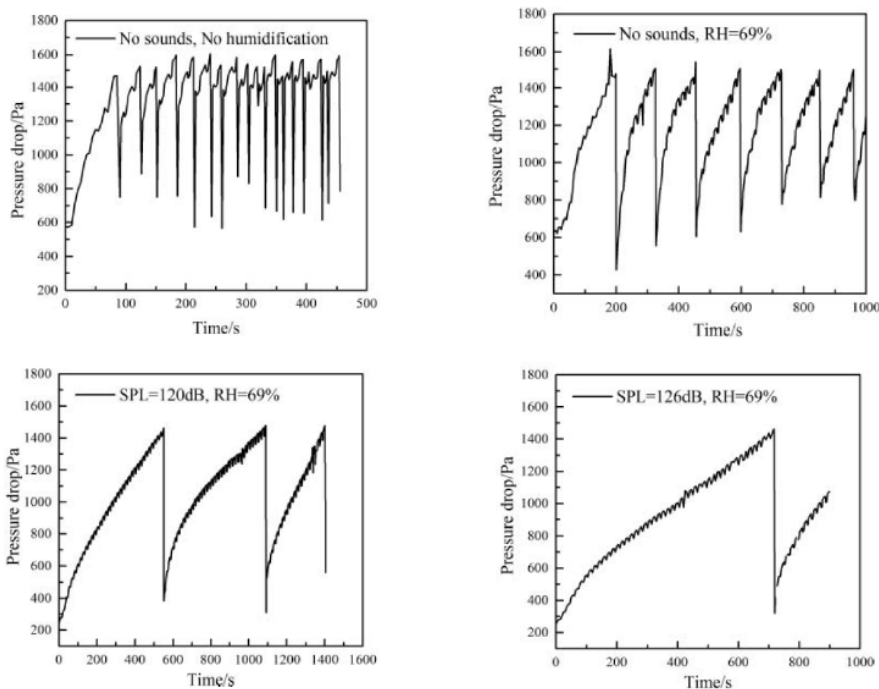 1800
1600
1400
1200
1000
800
600
400
200
Pressure drop/Pa
No sounds, No humidification
0 100 200 300 400 500
Time/s
1800
1600
1400
1200
1000
800
600
400
Pressure drop/Pa
No sounds, RH=69%
0 200 400 600 800 1000
Time/s
1800
1600
1400
1200
1000
800
600
400
200
Pressure drop/Pa
SPL=120dB, RH=69%
0 200 400 600 800 1000 1200 1400 1600
Time/s
1800
1600
1400
1200
1000
800
600
400
200
Pressure drop/Pa
SPL=126dB, RH=69%
0 200 400 600 800 1000
Time/s